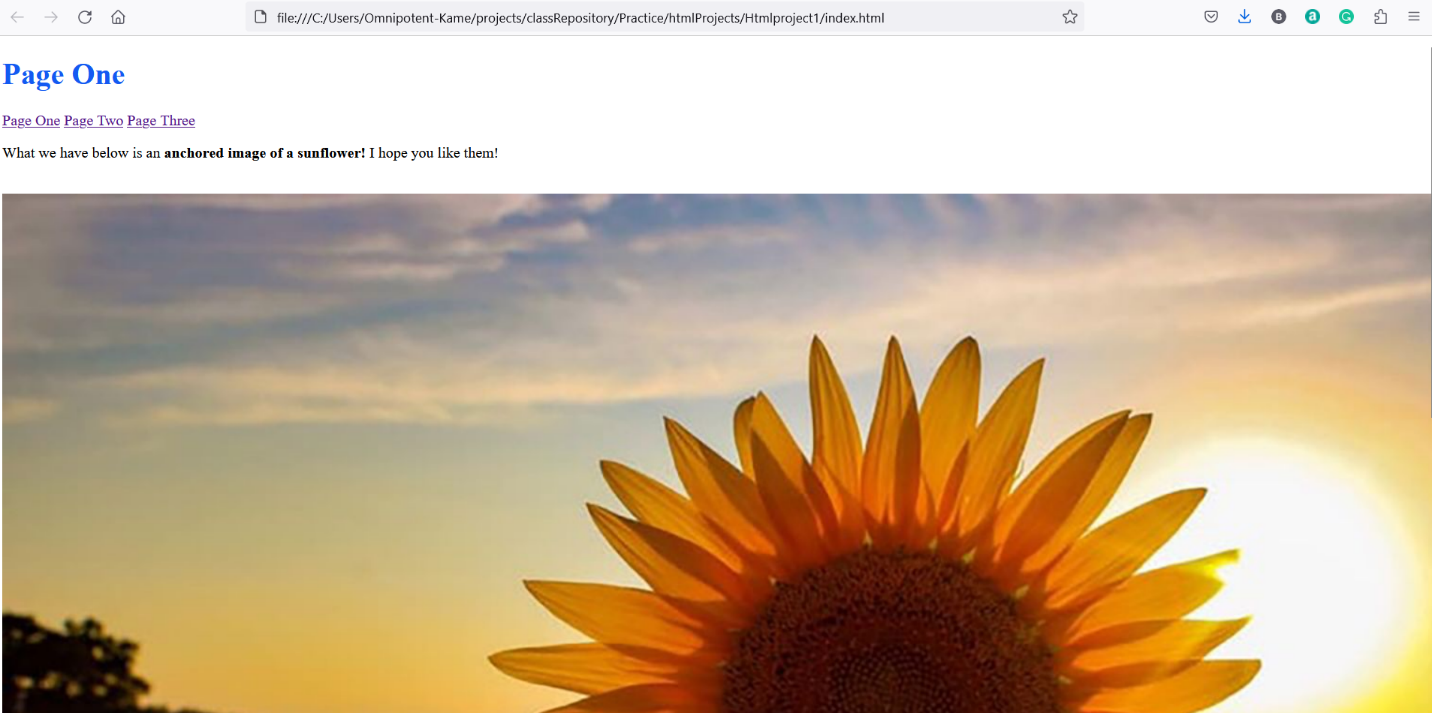 file:///C:/Users/Omnipotent-Kame/projects/classRepository/Practice/htmlProjects/Htmlproject1/index.html
B a G
Page One
Page One Page Two Page Three
What we have below is an anchored image of a sunflower! I hope you like them!